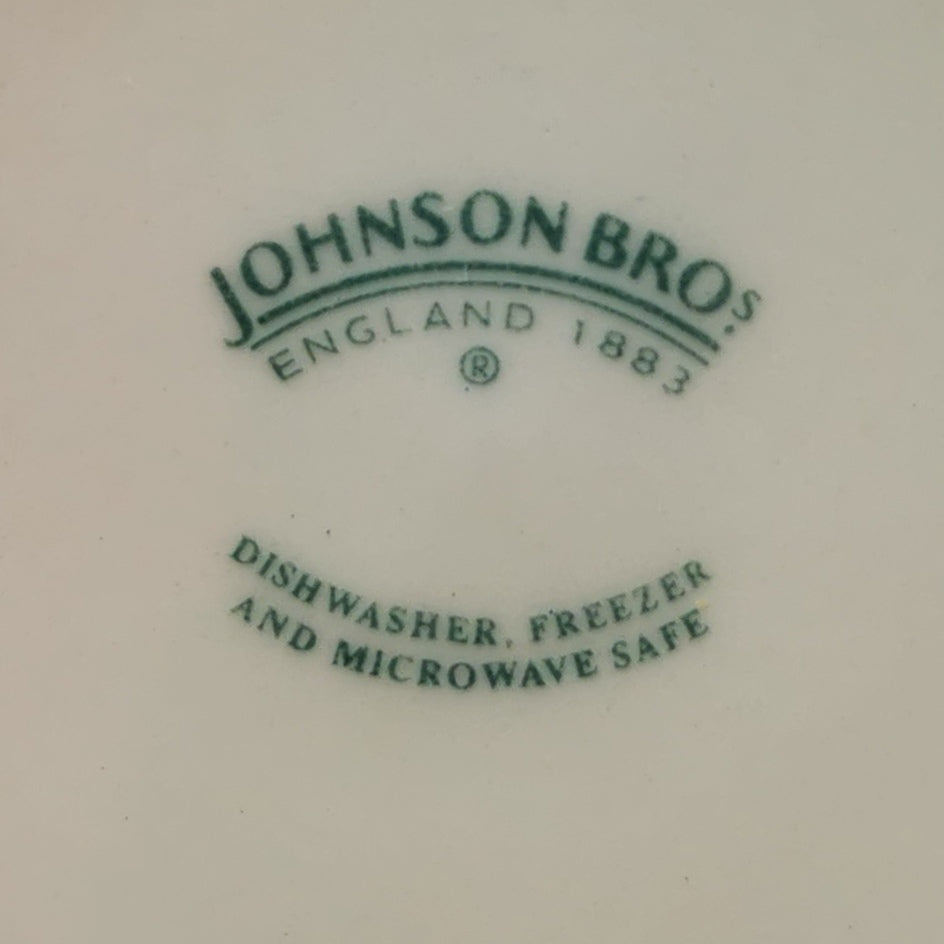 JOHNSON BROS.
ENGLAND 1883
®
DISHWASHER, FREEZER
AND MICROWAVE SAFE